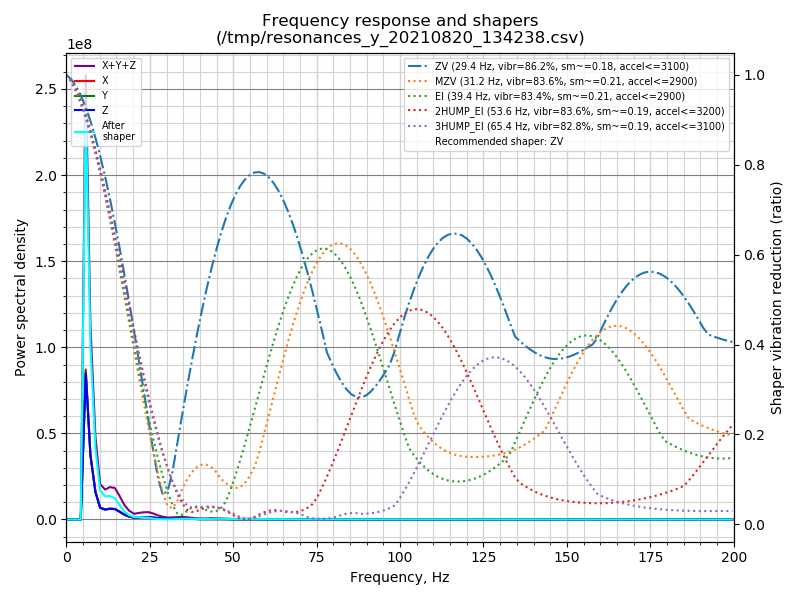 Frequency response and shapers
(/tmp/resonances_y_20210820_134238.csv)
1e8
X+Y+Z
X
Y
Z
After
shaper
ZV (29.4 Hz, vibr=86.2%, sm~=0.18, accel<=3100)
MZV (31.2 Hz, vibr=83.6%, sm~=0.21, accel<=2900)
EI (39.4 Hz, vibr=83.4%, sm~=0.21, accel<=2900)
2HUMP_EI (53.6 Hz, vibr=83.6%, sm~=0.19, accel<=3200)
3HUMP_EI (65.4 Hz, vibr=82.8%, sm~=0.19, accel<=3100)
Recommended shaper: ZV
Power spectral density
2.5
2.0
1.5
1.0
0.5
0.0
1.0
0.8
0.6
0.4
0.2
0.0
Shaper vibration reduction (ratio)
0 25 50 75 100 125 150 175 200
Frequency, Hz